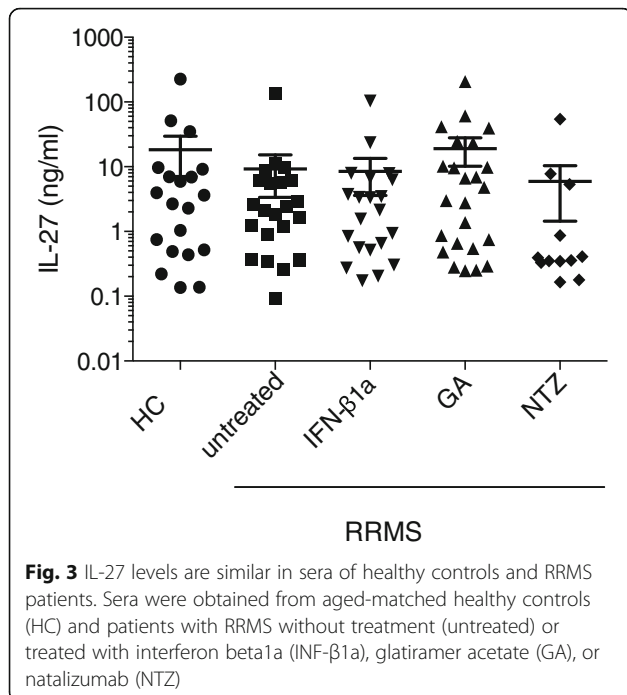 1000
100
10
1
0.1
0.01
IL-27 (ng/ml)
HC
untreated
IFN-β1a
GA
NTZ
RRMS
Fig. 3 IL-27 levels are similar in sera of healthy controls and RRMS
patients. Sera were obtained from aged-matched healthy controls
(HC) and patients with RRMS without treatment (untreated) or
treated with interferon beta1a (INF-β1a), glatiramer acetate (GA), or
natalizumab (NTZ)